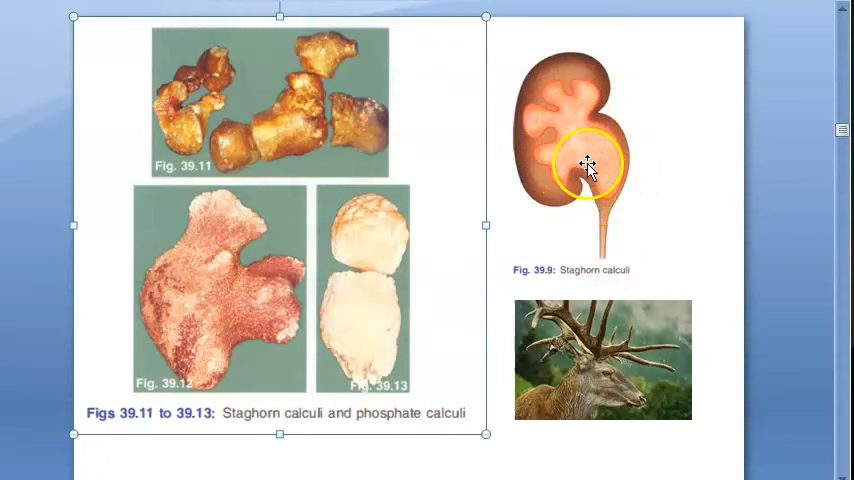 Fig. 39.11
Fig. 39.12
Fig. 39.13
Figs 39.11 to 39.13: Staghorn calculi and phosphate calculi
Fig. 39.9: Staghorn calculi